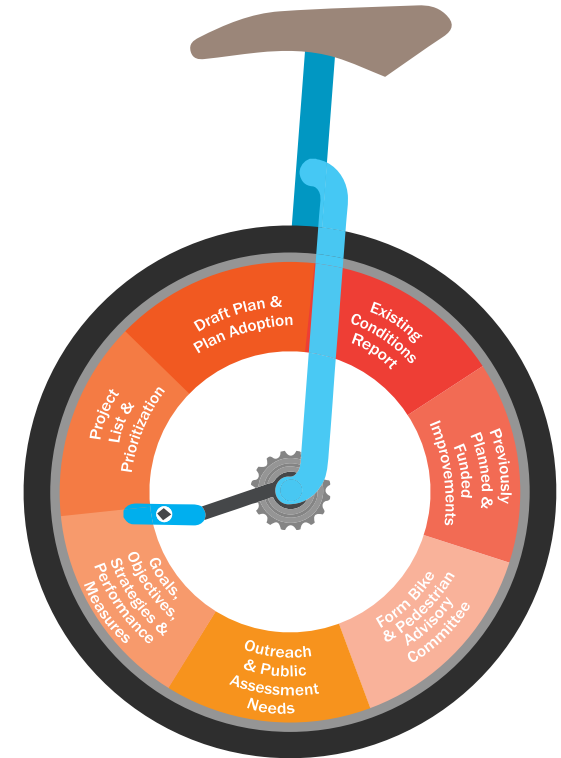 Existing
Conditions
Report
Previously
Planned &
Funded
Improvements
Form Bike
& Pedestrian
Advisory
Committee
Outreach
& Public
Assessment
Needs
Goals,
Objectives,
Strategies &
Performance
Measures
Project
List &
Prioritization
Draft Plan &
Plan Adoption